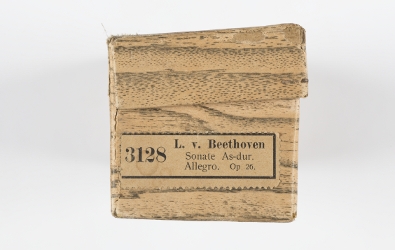 3128
L. v. Beethoven
Sonate As-dur.
Allegro. Op. 26.